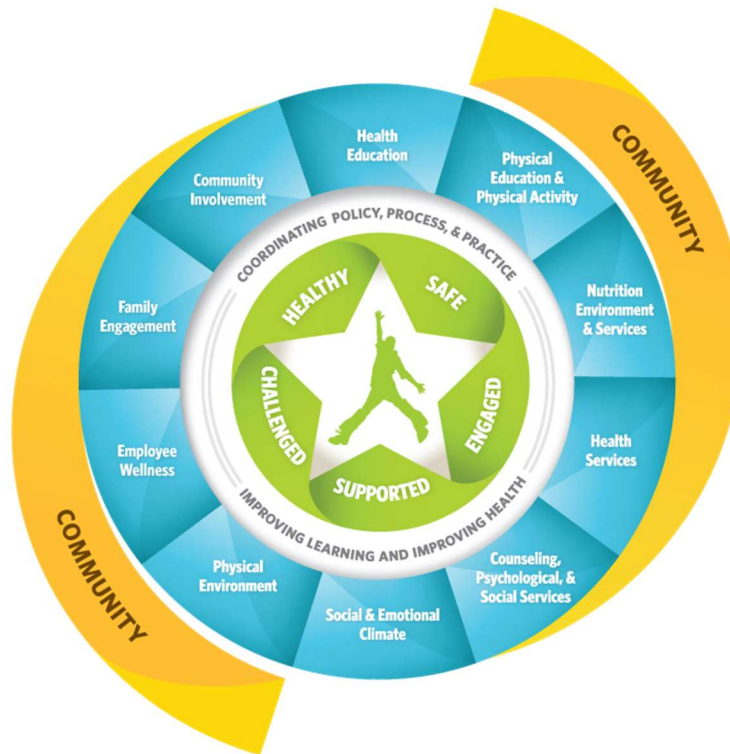 COMMUNITY
Health
Education
Physical
Education &
Physical Activity
Nutrition
Environment
& Services
Health
Services
Counseling,
Psychological, &
Social Services
Social & Emotional
Climate
Physical
Environment
Employee
Wellness
Family
Engagement
Community
Involvement
COORDINATING POLICY, PROCESS, & PRACTICE
IMPROVING LEARNING AND IMPROVING HEALTH
HEALTHY
SAFE
ENGAGED
SUPPORTED
CHALLENGED
COMMUNITY